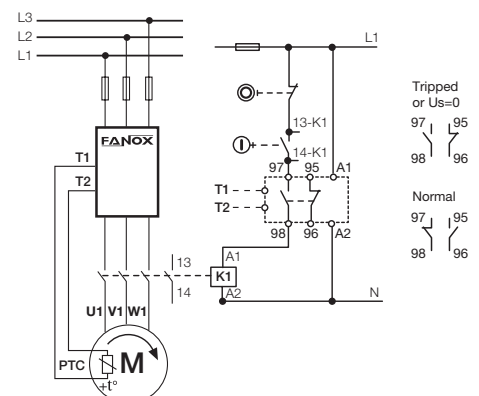 L3
L2
L1
FANOX
T1
T2
13
14
U1 V1 W1
PTC
M
+t°
L1
13-K1
14-K1
97 95 A1
T1
T2
98 96 A2
A1
K1
A2
N
Tripped
or Us=0
97 95
98 96
Normal
97 95
98 96